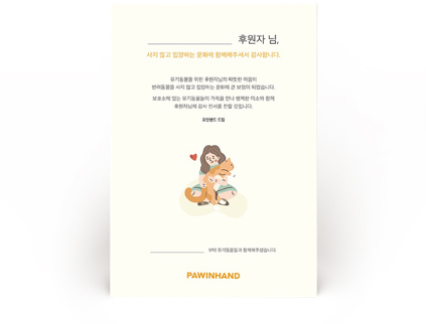 후원자 님,
사지 않고 입양하는 문화에 함께해주셔서 감사합니다.
유기동물을 위한 후원자님의 따뜻한 마음이
반려동물을 사지 않고 입양하는 문화에 큰 보탬이 되었습니다.
보호소에 있는 유기동물들이 가족을 만나 행복한 미소와 함께
후원자님께 감사 인사를 전할 것입니다.
포인핸드 드림
부터 유기동물들과 함께해주셨습니다.
PAWINHAND